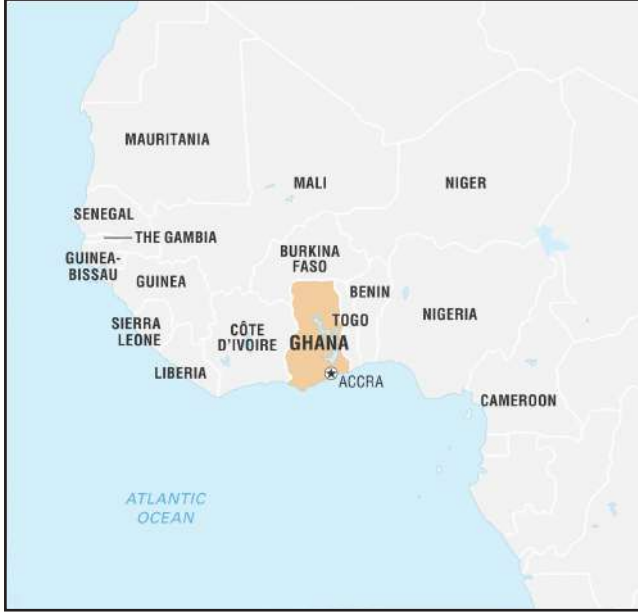 MAURITANIA
MALI
NIGER
SENEGAL
THE GAMBIA
GUINEA-
BISSAU
GUINEA
BURKINA
FASO
BENIN
SIERRA
LEONE
CÔTE
D'IVOIRE
GHANA
TOGO
NIGERIA
LIBERIA
ACCRA
CAMEROON
ATLANTIC
OCEAN